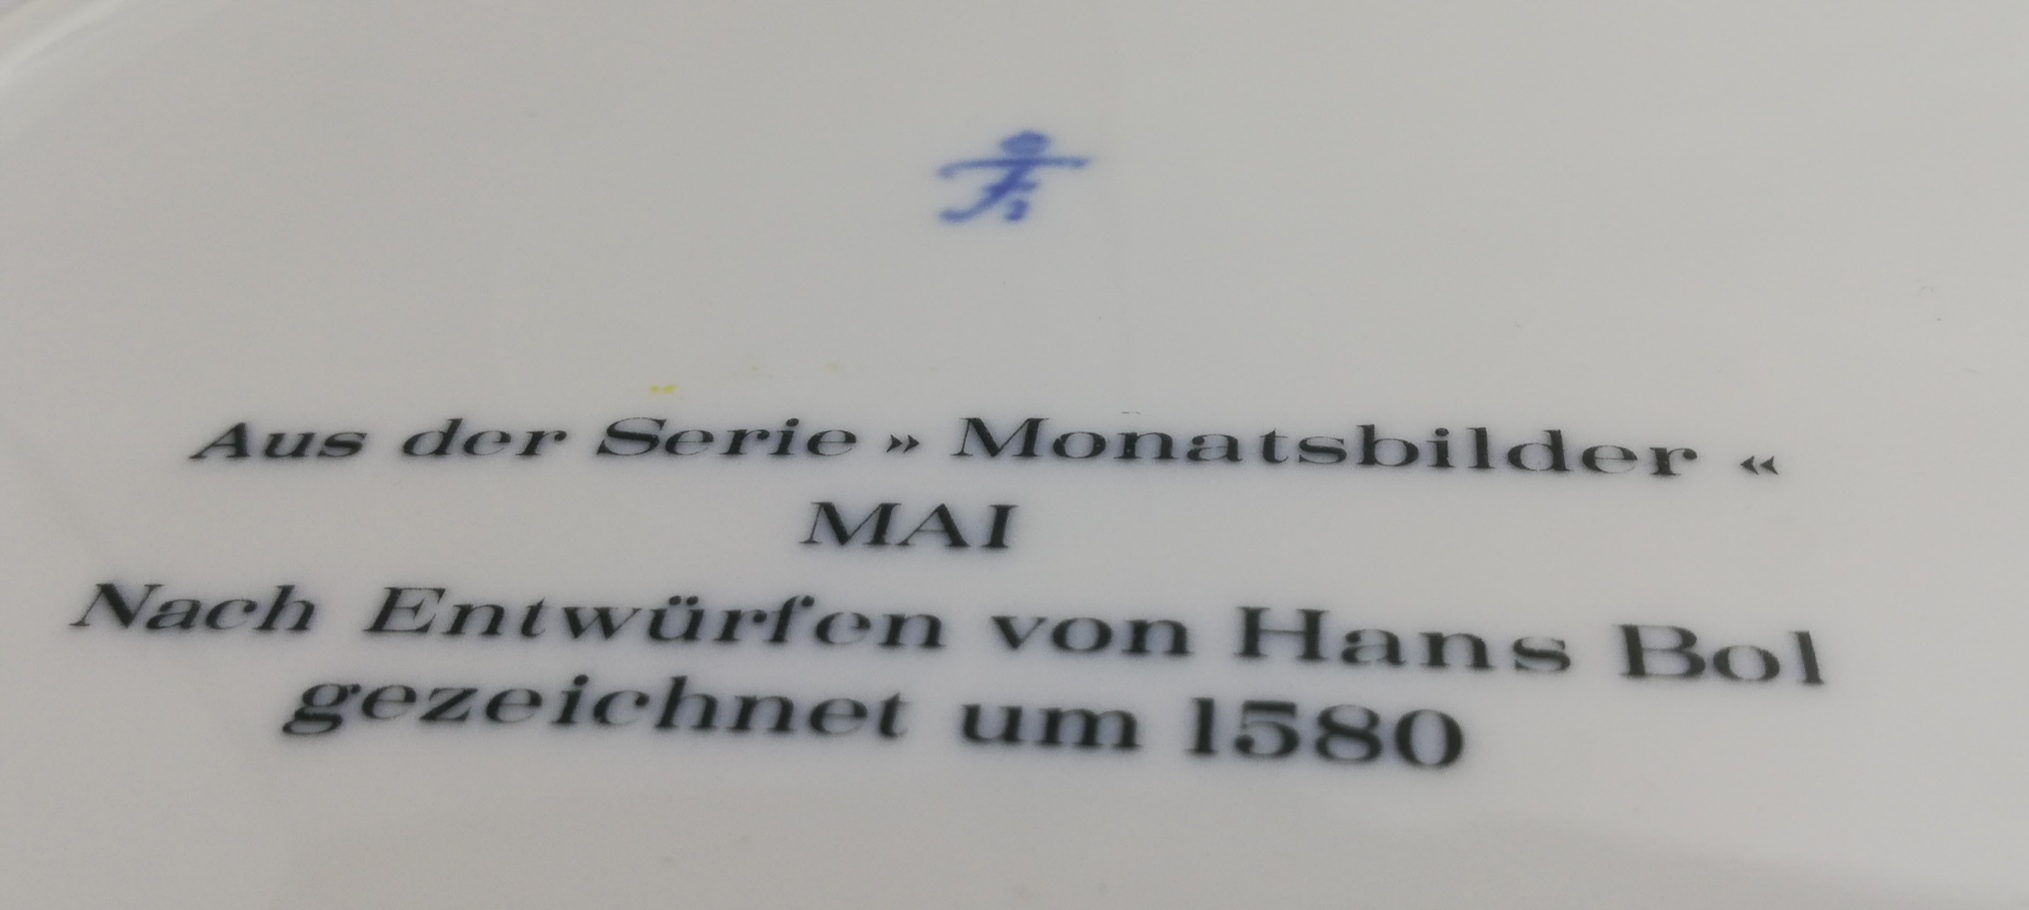 Aus der Serie » Monatsbilder «
MAI
Nach Entwürfen von Hans Bol
gezeichnet um 1580